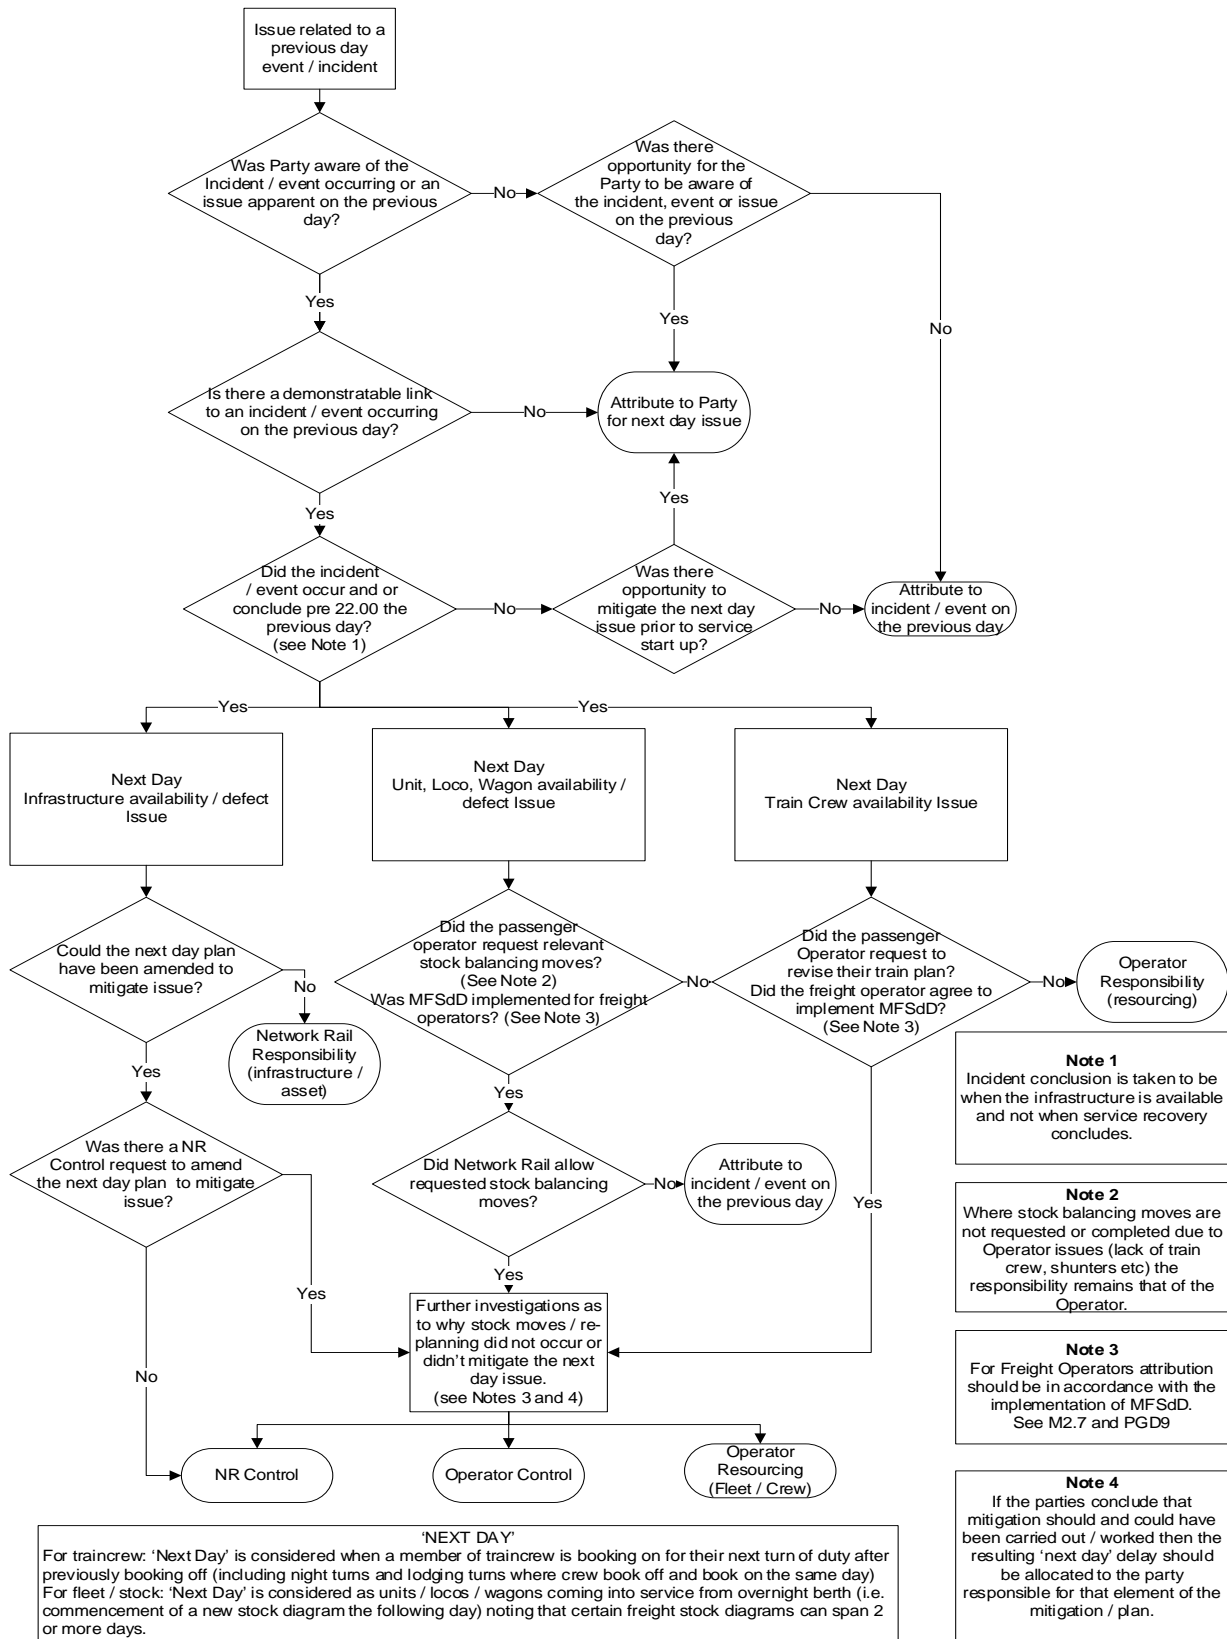 Issue related to a
previous day
event / incident
Was Party aware of the
Incident / event occurring or an
issue apparent on the previous
day?
No
Was there
opportunity for the
Party to be aware of
the incident, event or issue
on the previous
day?
Yes
Yes
No
Is there a demonstratable link
to an incident / event occurring
on the previous day?
No
Attribute to Party
for next day issue
Yes
Yes
Did the incident
/ event occur and or
conclude pre 22.00 the
previous day?
(see Note 1)
No
Was there
opportunity to
mitigate the next day
issue prior to service
start up?
No
Attribute to
incident / event on
the previous day
Yes
Yes
Yes
Next Day
Infrastructure availability / defect
Issue
Next Day
Unit, Loco, Wagon availability /
defect Issue
Next Day
Train Crew availability Issue
Could the next day plan
have been amended to
mitigate issue?
No
Network Rail
Responsibility
(infrastructure /
asset)
Yes
Did the passenger
operator request relevant
stock balancing moves?
(See Note 2)
Was MFSdD implemented for freight
operators? (See Note 3)
No
Did the passenger
Operator request to
revise their train plan?
Did the freight operator agree to
implement MFSdD?
(See Note 3)
No
Operator
Responsibility
(resourcing)
Yes
Yes
Was there a NR
Control request to amend
the next day plan to mitigate
issue?
Yes
No
Did Network Rail allow
requested stock balancing
moves?
No
Attribute to
incident / event on
the previous day
Yes
Further investigations as
to why stock moves / re-
planning did not occur or
didn't mitigate the next
day issue.
(see Notes 3 and 4)
NR Control
Operator Control
Operator
Resourcing
(Fleet / Crew)
Note 1
Incident conclusion is taken to be
when the infrastructure is available
and not when service recovery
concludes.
Note 2
Where stock balancing moves are
not requested or completed due to
Operator issues (lack of train
crew, shunters etc) the
responsibility remains that of the
Operator.
Note 3
For Freight Operators attribution
should be in accordance with the
implementation of MFSdD.
See M2.7 and PGD9
Note 4
If the parties conclude that
mitigation should and could have
been carried out / worked then the
resulting 'next day' delay should
be allocated to the party
responsible for that element of the
mitigation / plan.
'NEXT DAY'
For traincrew: 'Next Day' is considered when a member of traincrew is booking on for their next turn of duty after
previously booking off (including night turns and lodging turns where crew book off and book on the same day)
For fleet / stock: 'Next Day' is considered as units / locos / wagons coming into service from overnight berth (i.e.
commencement of a new stock diagram the following day) noting that certain freight stock diagrams can span 2
or more days.